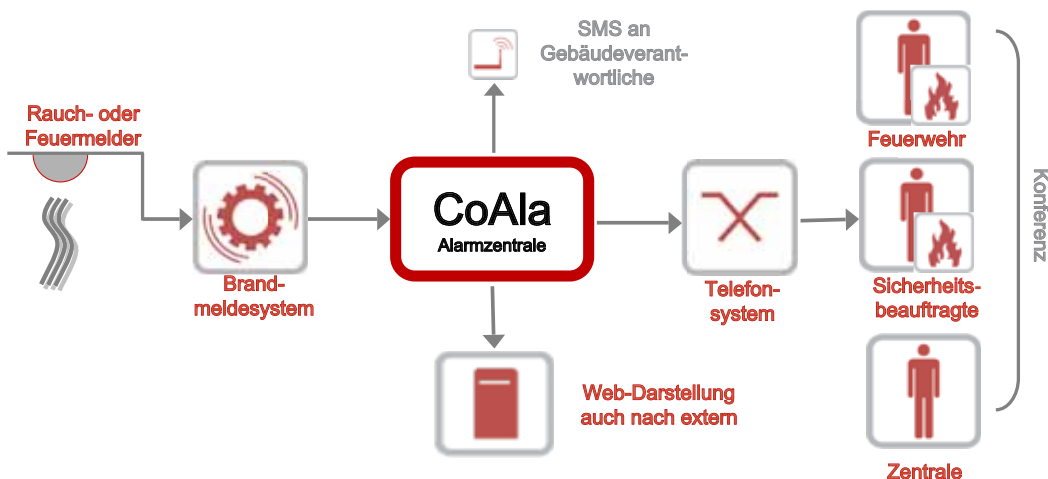 SMS an
Gebäudeverant-
wortliche
Rauch- oder
Feuermelder
Feuerwehr
Konferenz
CoAla
Alarmzentrale
Brand-
meldesystem
Telefon-
system
Sicherheits-
beauftragte
Web-Darstellung
auch nach extern
Zentrale